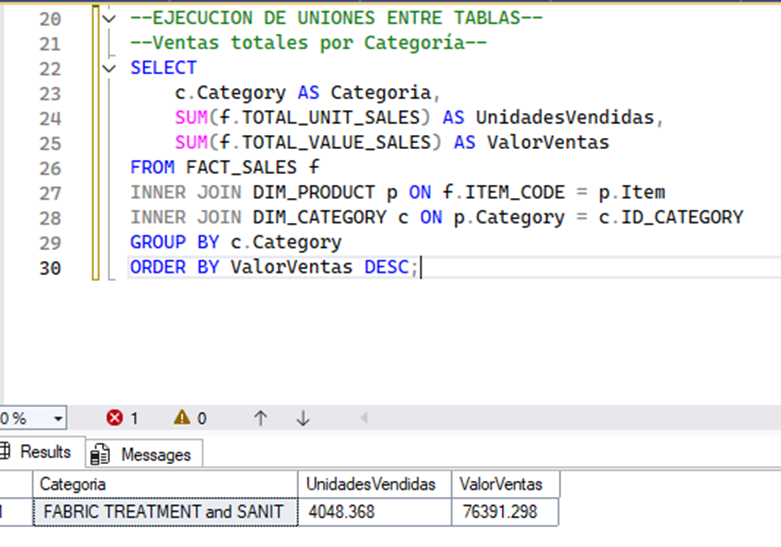 20 --EJECUCION DE UNIONES ENTRE TABLAS--
21 --Ventas totales por Categoría--
22 SELECT
23 c.Category AS Categoria,
24 SUM(f.TOTAL_UNIT_SALES) AS UnidadesVendidas,
25 SUM(f.TOTAL_VALUE_SALES) AS ValorVentas
26 FROM FACT_SALES f
27 INNER JOIN DIM_PRODUCT p ON f.ITEM_CODE = p.Item
28 INNER JOIN DIM_CATEGORY c ON p.Category = c.ID_CATEGORY
29 GROUP BY c.Category
30 ORDER BY ValorVentas DESC;
0 % 1 0
Results Messages
Categoria UnidadesVendidas ValorVentas
1 FABRIC TREATMENT and SANIT 4048.368 76391.298